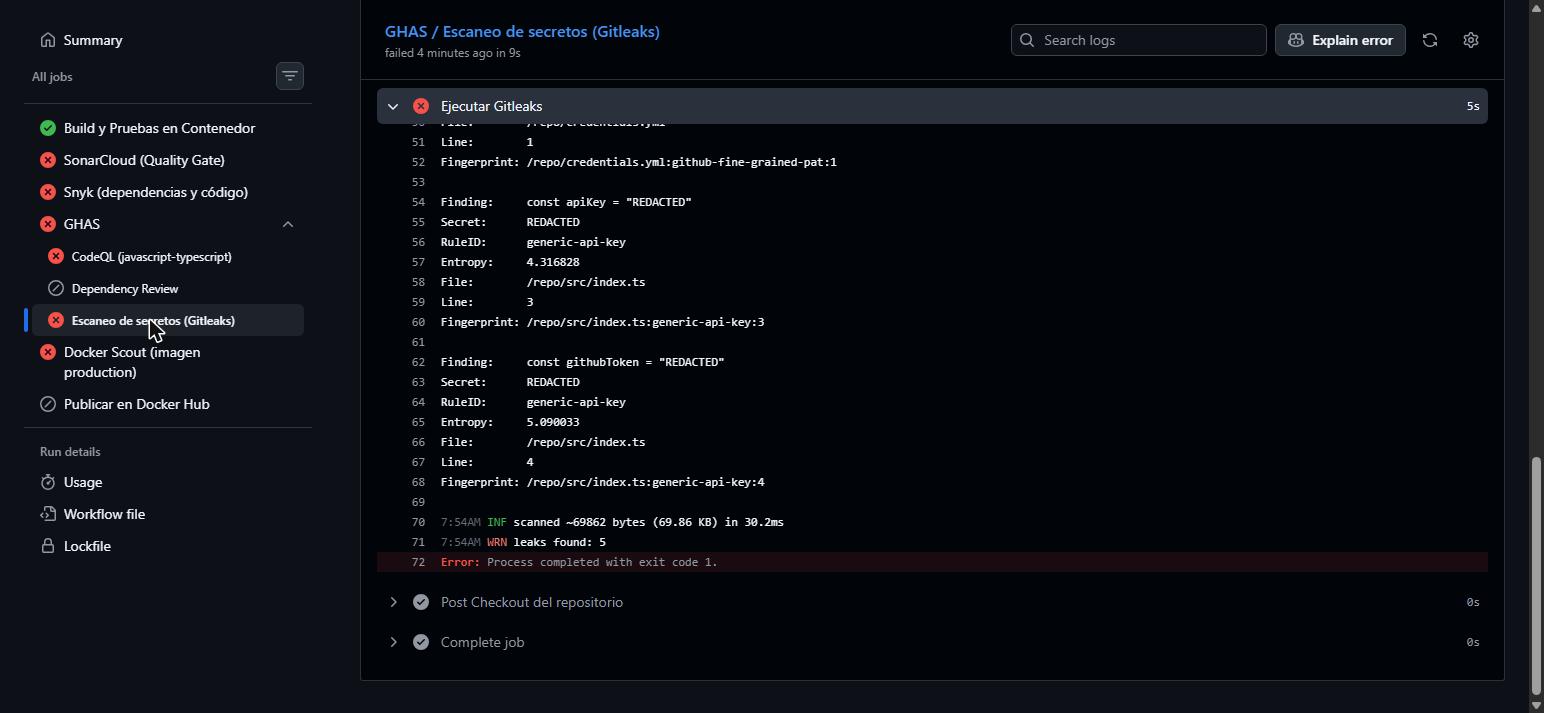 Summary
All jobs
Build y Pruebas en Contenedor
SonarCloud (Quality Gate)
Snyk (dependencias y código)
GHAS
CodeQL (javascript-typescript)
Dependency Review
Escaneo de secretos (Gitleaks)
Docker Scout (imagen
production)
Publicar en Docker Hub
Run details
Usage
Workflow file
Lockfile
GHAS / Escaneo de secretos (Gitleaks)
failed 4 minutes ago in 9s
Search logs
Explain error
Ejecutar Gitleaks 5s
50 File: /repo/credentials.yml
51 Line: 1
52 Fingerprint: /repo/credentials.yml:github-fine-grained-pat:1
53
54 Finding: const apiKey = "REDACTED"
55 Secret: REDACTED
56 RuleID: generic-api-key
57 Entropy: 4.316828
58 File: /repo/src/index.ts
59 Line: 3
60 Fingerprint: /repo/src/index.ts:generic-api-key:3
61
62 Finding: const githubToken = "REDACTED"
63 Secret: REDACTED
64 RuleID: generic-api-key
65 Entropy: 5.090033
66 File: /repo/src/index.ts
67 Line: 4
68 Fingerprint: /repo/src/index.ts:generic-api-key:4
69
70 7:54AM INF scanned ~69862 bytes (69.86 KB) in 30.2ms
71 7:54AM WRN leaks found: 5
72 Error: Process completed with exit code 1.
Post Checkout del repositorio 0s
Complete job 0s